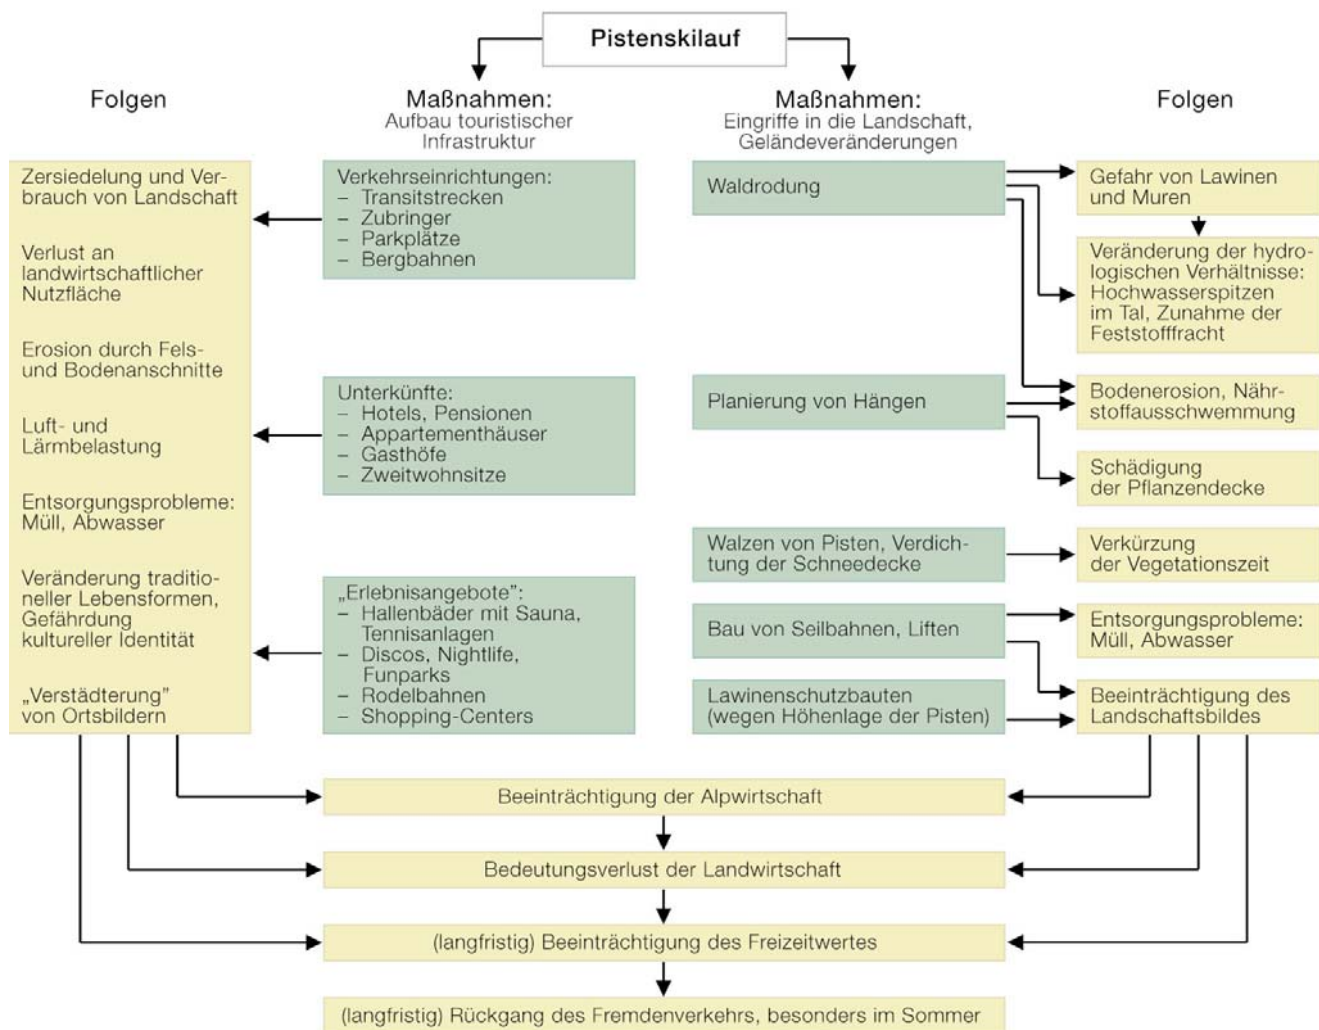 Pistenskilauf
Folgen
Maßnahmen:
Aufbau touristischer
Infrastruktur
Maßnahmen:
Eingriffe in die Landschaft,
Geländeveränderungen
Folgen
Zersiedelung und Ver-
brauch von Landschaft
Verlust an
landwirtschaftlicher
Nutzfläche
Erosion durch Fels-
und Bodenanschnitte
Luft- und
Lärmbelastung
Entsorgungsprobleme:
Müll, Abwasser
Veränderung traditio-
neller Lebensformen,
Gefährdung
kultureller Identität
„Verstädterung”
von Ortsbildern
Verkehrseinrichtungen:
– Transitstrecken
– Zubringer
– Parkplätze
– Bergbahnen
Unterkünfte:
– Hotels, Pensionen
– Appartementhäuser
– Gasthöfe
– Zweitwohnsitze
„Erlebnisangebote”:
– Hallenbäder mit Sauna,
Tennisanlagen
– Discos, Nightlife,
Funparks
– Rodelbahnen
– Shopping-Centers
Waldrodung
Planierung von Hängen
Walzen von Pisten, Verdich-
tung der Schneedecke
Bau von Seilbahnen, Liften
Lawinenschutzbauten
(wegen Höhenlage der Pisten)
Gefahr von Lawinen
und Muren
Veränderung der hydro-
logischen Verhältnisse:
Hochwasserspitzen
im Tal, Zunahme der
Feststofffracht
Bodenerosion, Nähr-
stoffausschwemmung
Schädigung
der Pflanzendecke
Verkürzung
der Vegetationszeit
Entsorgungsprobleme:
Müll, Abwasser
Beeinträchtigung des
Landschaftsbildes
Beeinträchtigung der Alpwirtschaft
Bedeutungsverlust der Landwirtschaft
(langfristig) Beeinträchtigung des Freizeitwertes
(langfristig) Rückgang des Fremdenverkehrs, besonders im Sommer